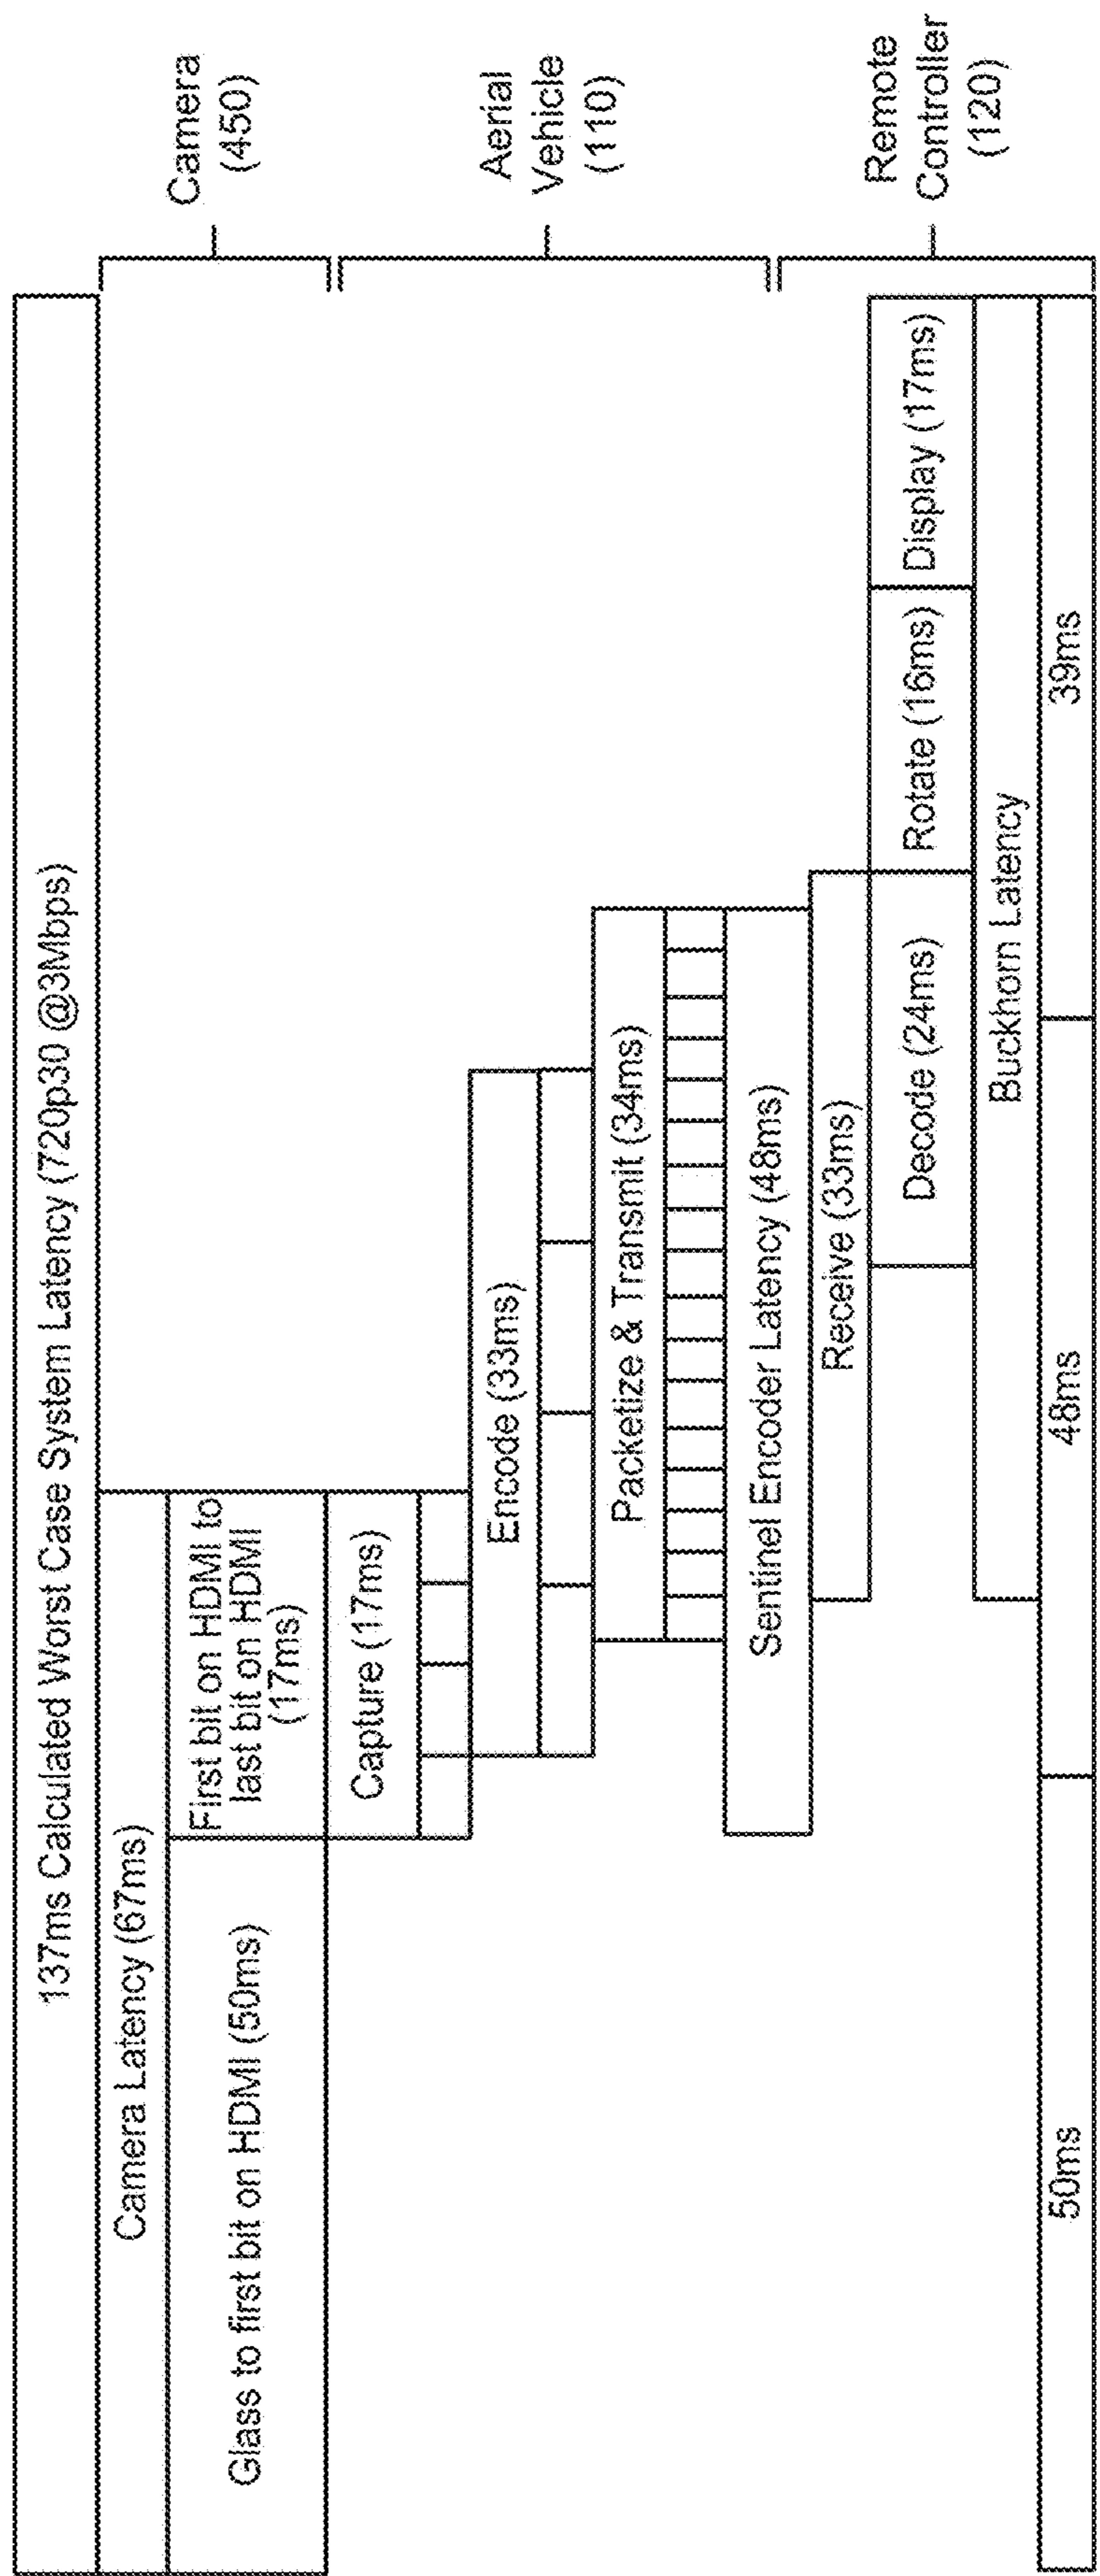 137ms Calculated Worst Case System Latency (720p30 @3Mbps)
Camera Latency (67ms)
Glass to first bit on HDMI (50ms)
First bit on HDMI to
last bit on HDMI
(17ms)
Capture (17ms)
Encode (33ms)
Packetize & Transmit (34ms)
Sentinel Encoder Latency (48ms)
Receive (33ms)
Decode (24ms)
Rotate (16ms)
Display (17ms)
Buckhorn Latency
50ms
48ms
39ms
Camera
(450)
Aerial
Vehicle
(110)
Remote
Controller
(120)